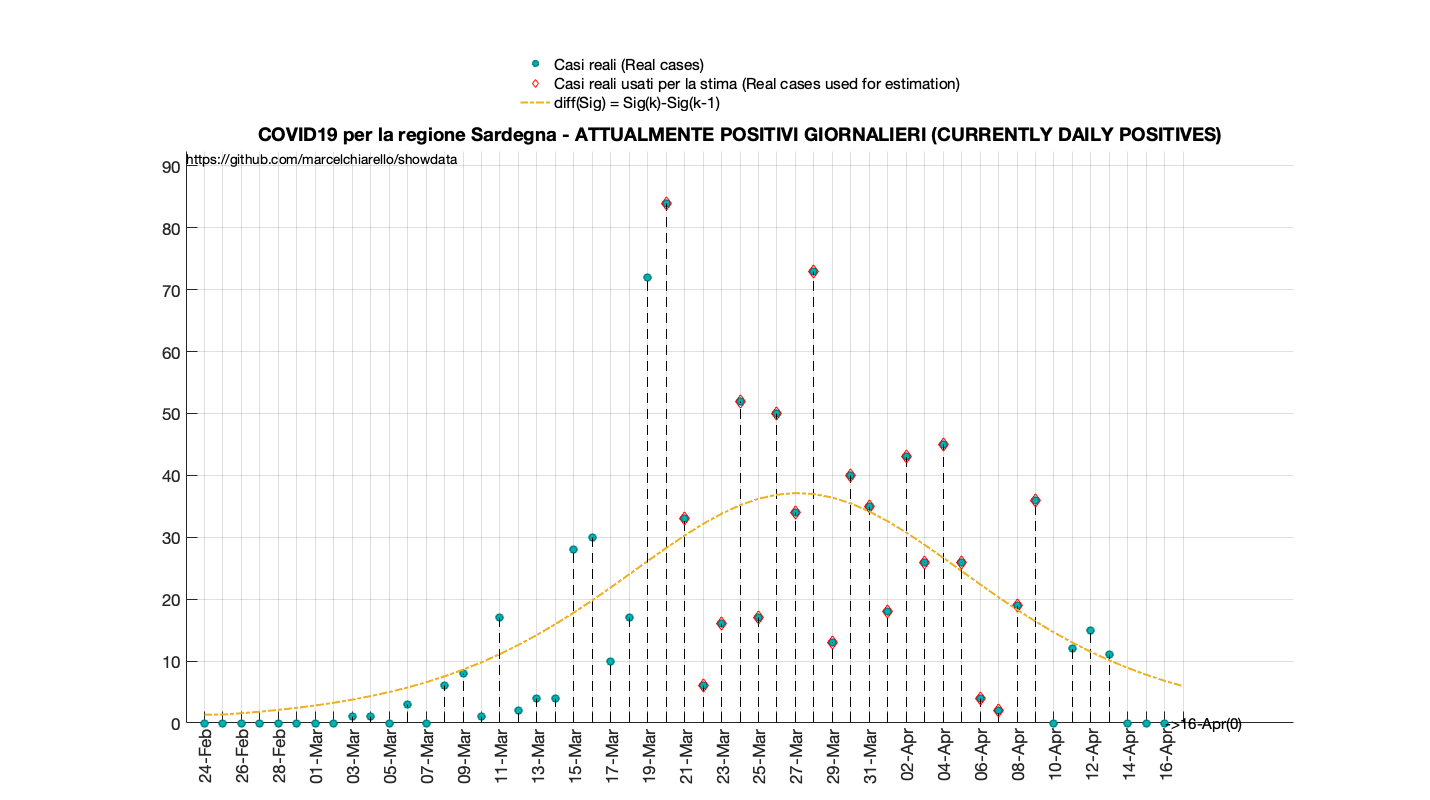 Casi reali (Real cases)
Casi reali usati per la stima (Real cases used for estimation)
diff(Sig) = Sig(k)-Sig(k-1)
COVID19 per la regione Sardegna - ATTUALMENTE POSITIVI GIORNALIERI (CURRENTLY DAILY POSITIVES)
https://github.com/marcelchiarello/showdata
90
80
70
60
50
40
30
20
10
0
->16-Apr(0)
24-Feb
26-Feb
28-Feb
01-Mar
03-Mar
05-Mar
07-Mar
09-Mar
11-Mar
13-Mar
15-Mar
17-Mar
19-Mar
21-Mar
23-Mar
25-Mar
27-Mar
29-Mar
31-Mar
02-Apr
04-Apr
06-Apr
08-Apr
10-Apr
12-Apr
14-Apr
16-Apr